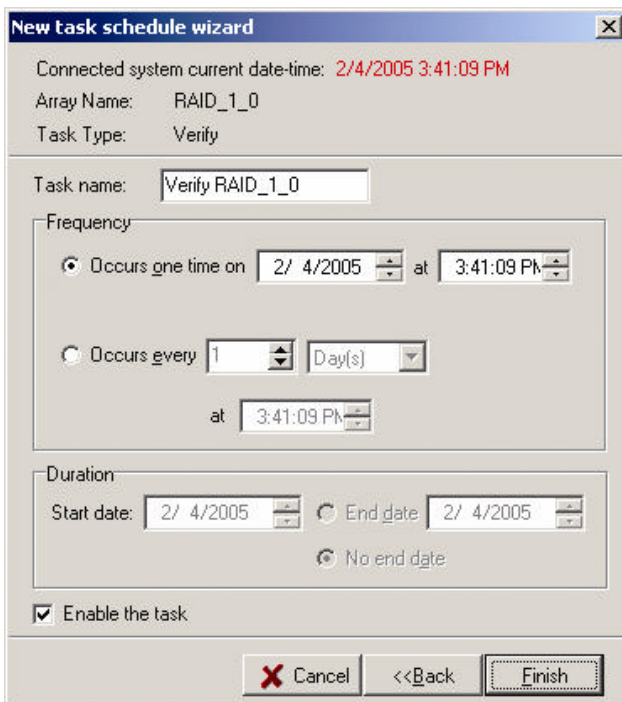 New task schedule wizard
Connected system current date-time: 2/4/2005 3:41:09 PM
Array Name: RAID_1_0
Task Type: Verify
Task name: Verify RAID_1_0
Frequency
Occurs one time on 2/ 4/2005 at 3:41:09 PM
Occurs every 1 Day(s)
at 3:41:09 PM
Duration
Start date: 2/ 4/2005 End date 2/ 4/2005
No end date
Enable the task
Cancel <<Back Finish